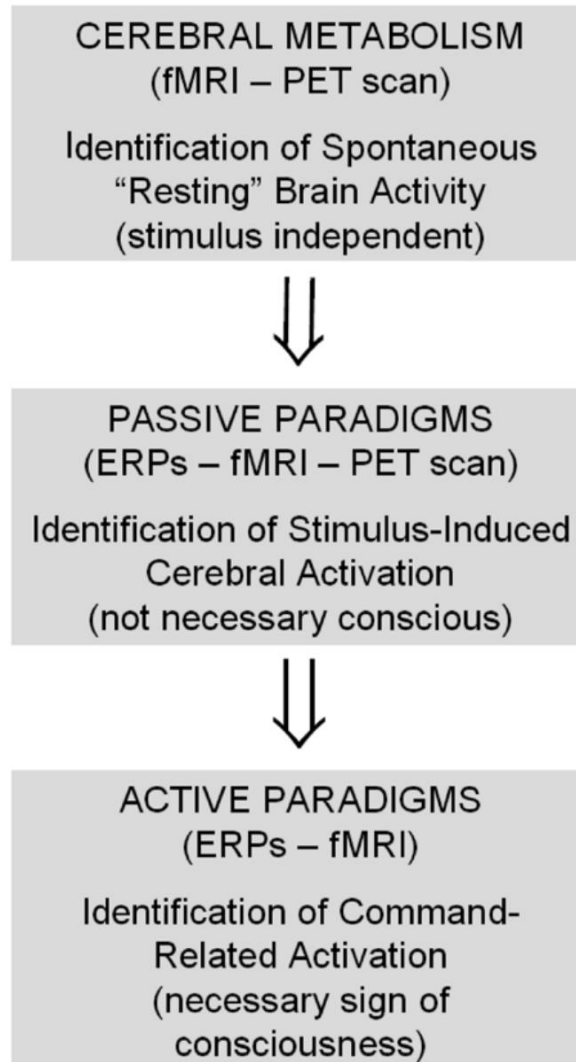 CEREBRAL METABOLISM
(fMRI – PET scan)
Identification of Spontaneous
“Resting” Brain Activity
(stimulus independent)
PASSIVE PARADIGMS
(ERPs – fMRI – PET scan)
Identification of Stimulus-Induced
Cerebral Activation
(not necessary conscious)
ACTIVE PARADIGMS
(ERPs – fMRI)
Identification of Command-
Related Activation
(necessary sign of
consciousness)